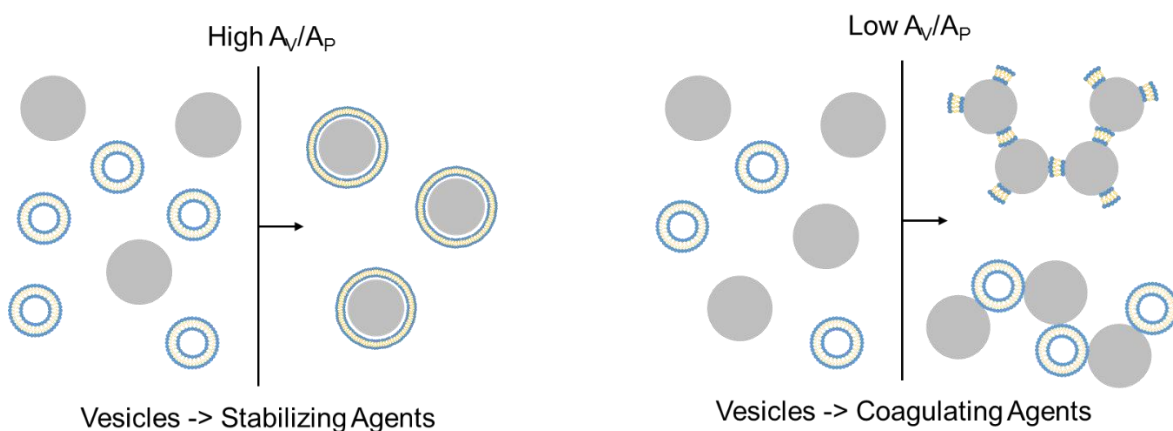 High Aᵥ/Aₚ
Vesicles -> Stabilizing Agents
Low Aᵥ/Aₚ
Vesicles -> Coagulating Agents